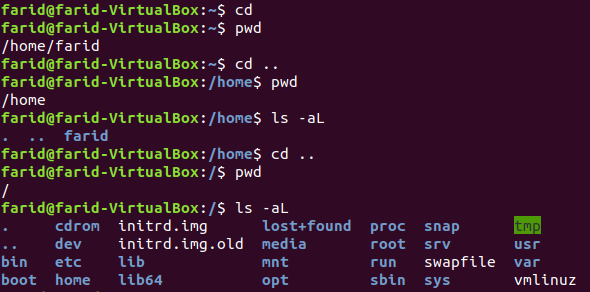 farid@farid-VirtualBox:~$ cd
farid@farid-VirtualBox:~$ pwd
/home/farid
farid@farid-VirtualBox:~$ cd ..
farid@farid-VirtualBox:/home$ pwd
/home
farid@farid-VirtualBox:/home$ ls -aL
. .. farid
farid@farid-VirtualBox:/home$ cd ..
farid@farid-VirtualBox:/$ pwd
/
farid@farid-VirtualBox:/$ ls -aL
. cdrom initrd.img lost+found proc snap tmp
.. dev initrd.img.old media root srv usr
bin etc lib mnt run swapfile var
boot home lib64 opt sbin sys vmlinuz